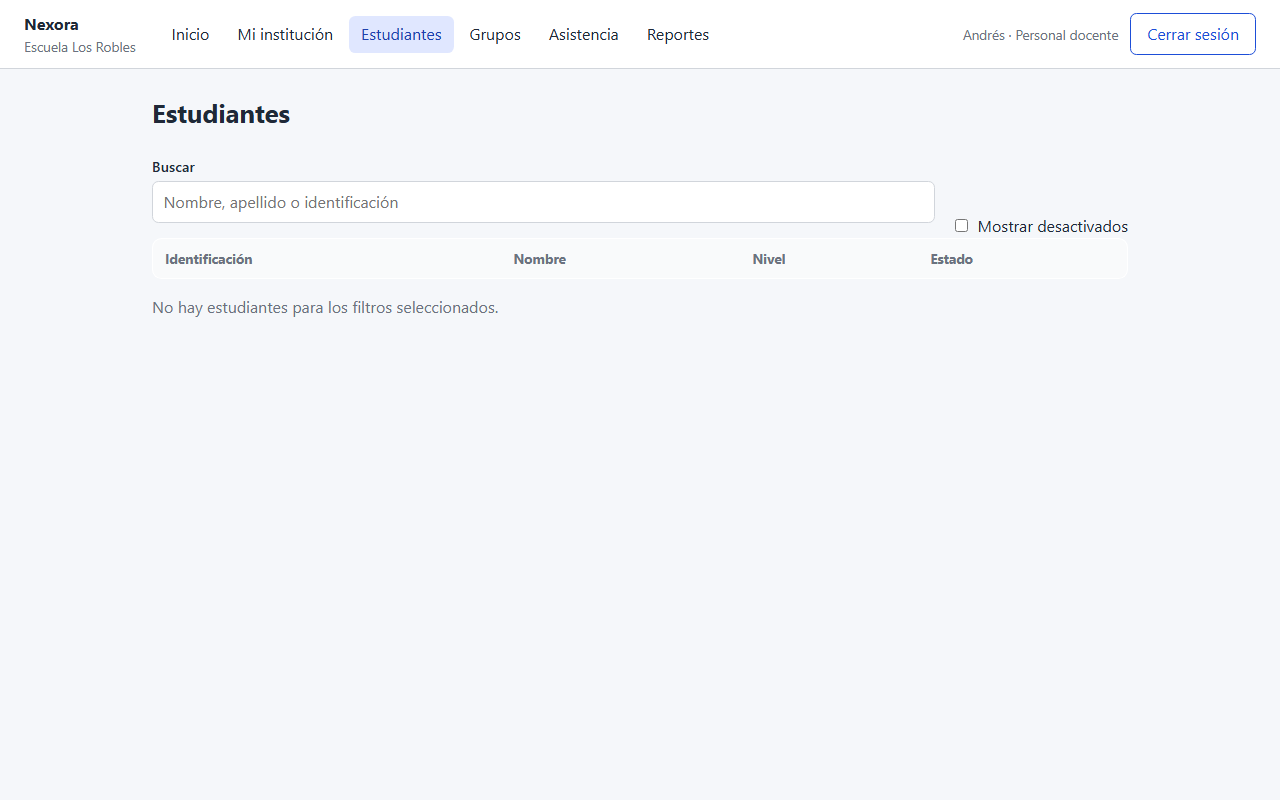 Nexora
Escuela Los Robles
Inicio
Mi institución
Estudiantes
Grupos
Asistencia
Reportes
Andrés · Personal docente
Cerrar sesión
Estudiantes
Buscar
Nombre, apellido o identificación
Mostrar desactivados
Identificación
Nombre
Nivel
Estado
No hay estudiantes para los filtros seleccionados.